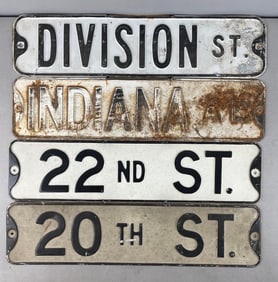 DIVISION ST.
INDIANA AVE
22 ND ST.
20 TH ST.